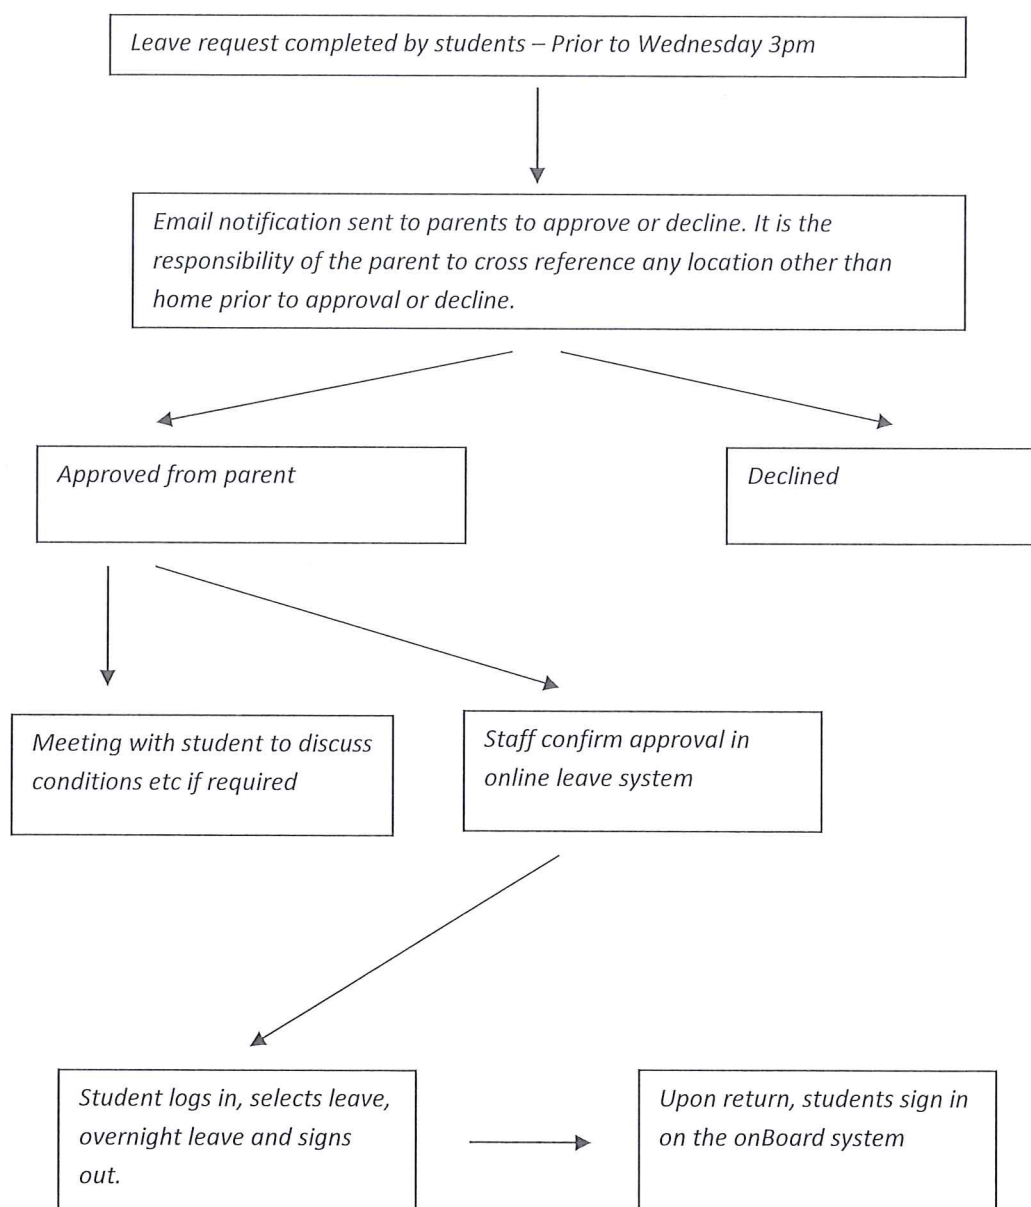 Leave request completed by students – Prior to Wednesday 3pm
Email notification sent to parents to approve or decline. It is the
responsibility of the parent to cross reference any location other than
home prior to approval or decline.
Approved from parent
Declined
Meeting with student to discuss
conditions etc if required
Staff confirm approval in
online leave system
Student logs in, selects leave,
overnight leave and signs
out.
Upon return, students sign in
on the onBoard system